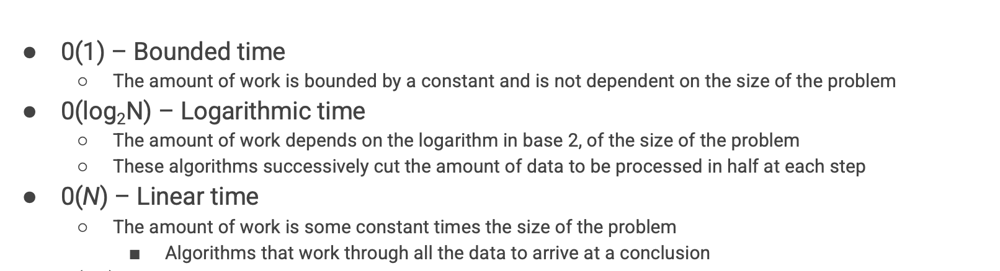 ● 0(1) – Bounded time
○ The amount of work is bounded by a constant and is not dependent on the size of the problem
● 0(log₂N) – Logarithmic time
○ The amount of work depends on the logarithm in base 2, of the size of the problem
○ These algorithms successively cut the amount of data to be processed in half at each step
● 0(N) – Linear time
○ The amount of work is some constant times the size of the problem
■ Algorithms that work through all the data to arrive at a conclusion